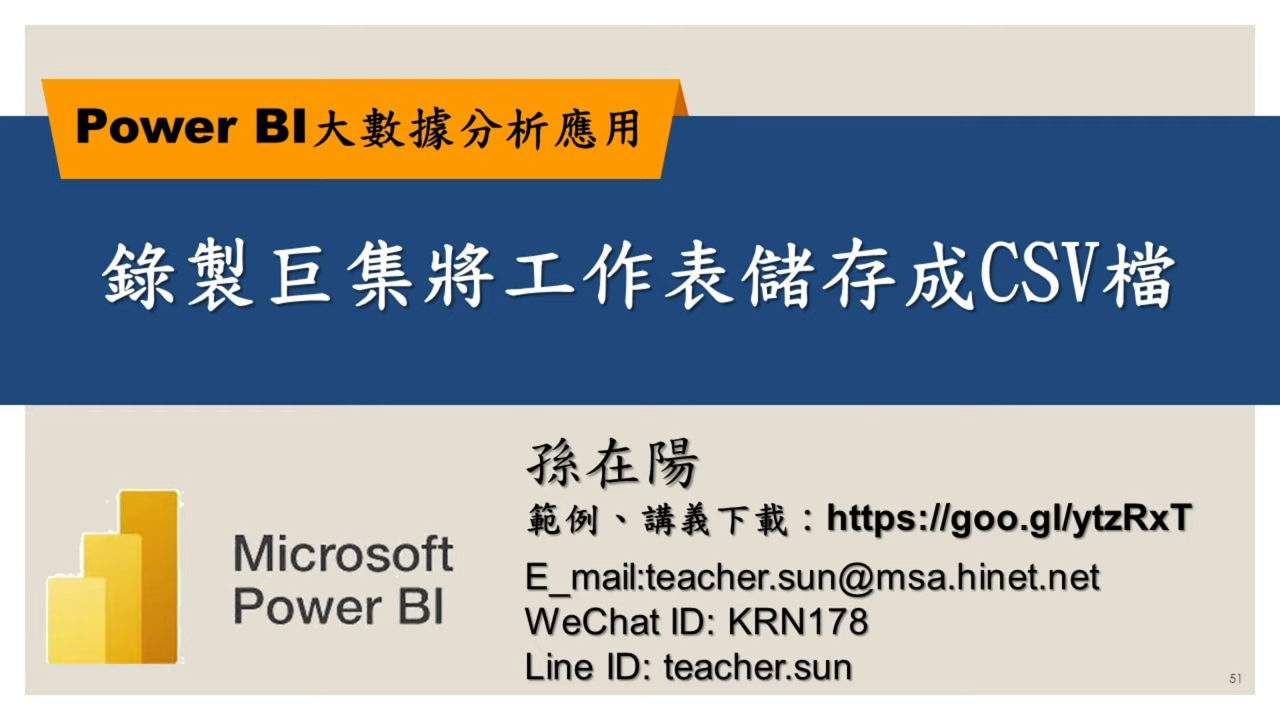 Power BI大數據分析應用
錄製巨集將工作表儲存成CSV檔
孫在陽
範例、講義下載：https://goo.gl/ytzRxT
E_mail:teacher.sun@msa.hinet.net
WeChat ID: KRN178
Line ID: teacher.sun
Microsoft
Power BI
51